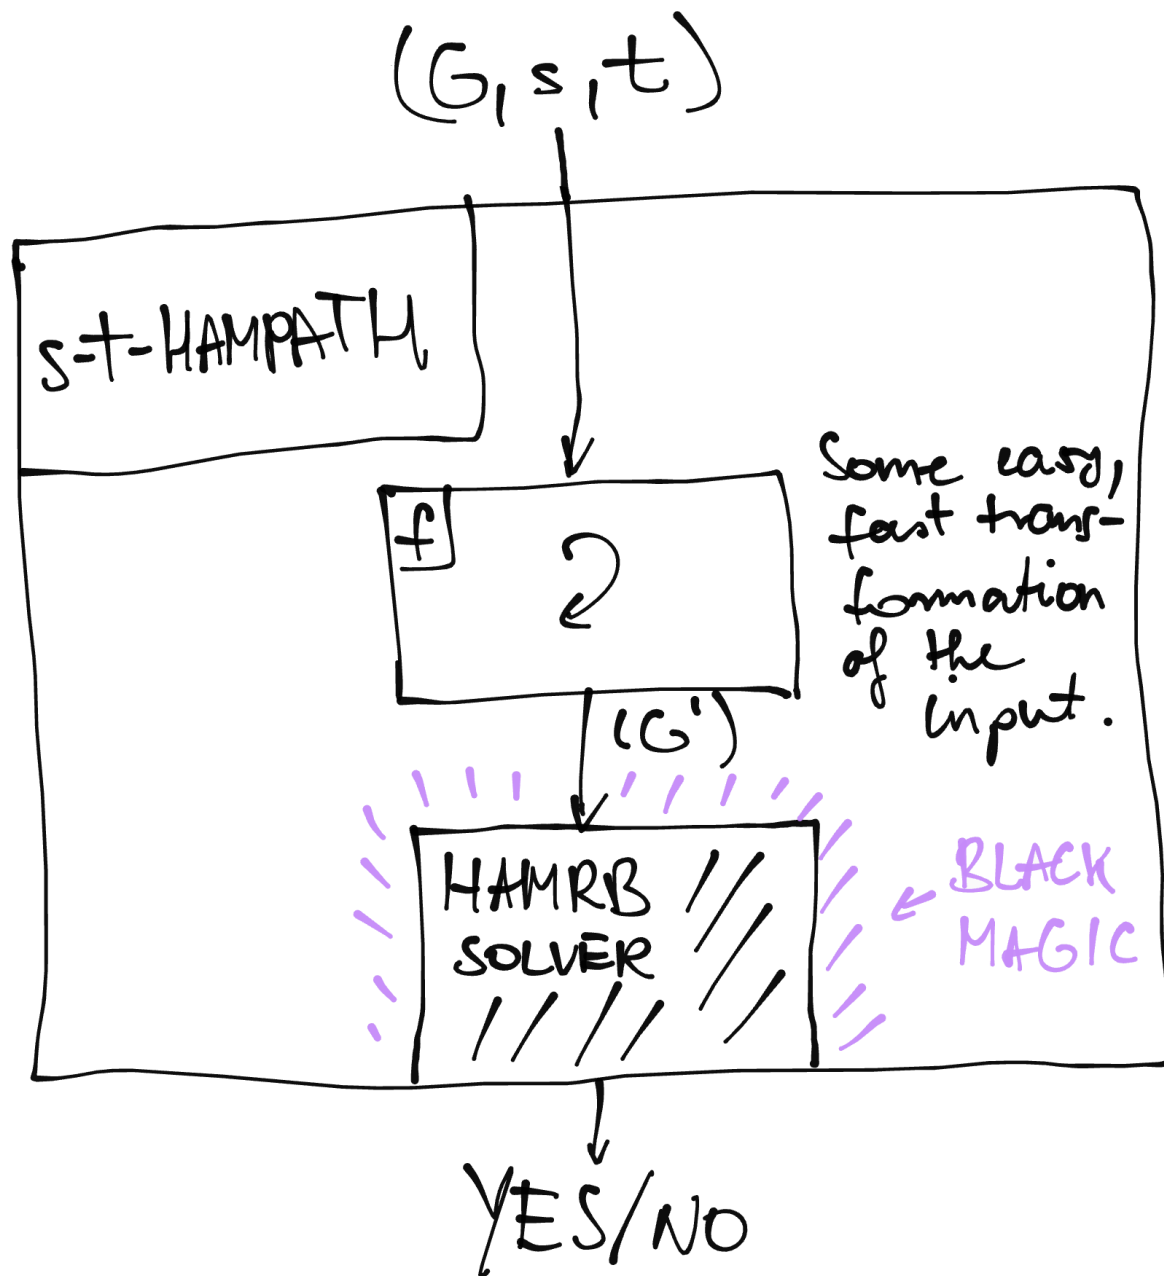 (G, s, t)
s-t-HAMPATH
f
Some easy,
fast trans-
formation
of the
input.
(G')
HAMRB
SOLVER
BLACK
MAGIC
YES/NO